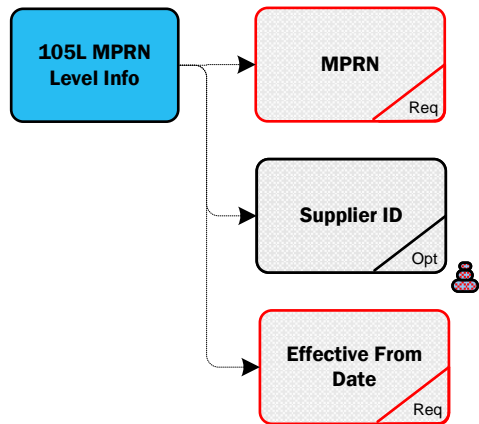 105L MPRN
Level Info
MPRN
Req
Supplier ID
Opt
Effective From
Date
Req